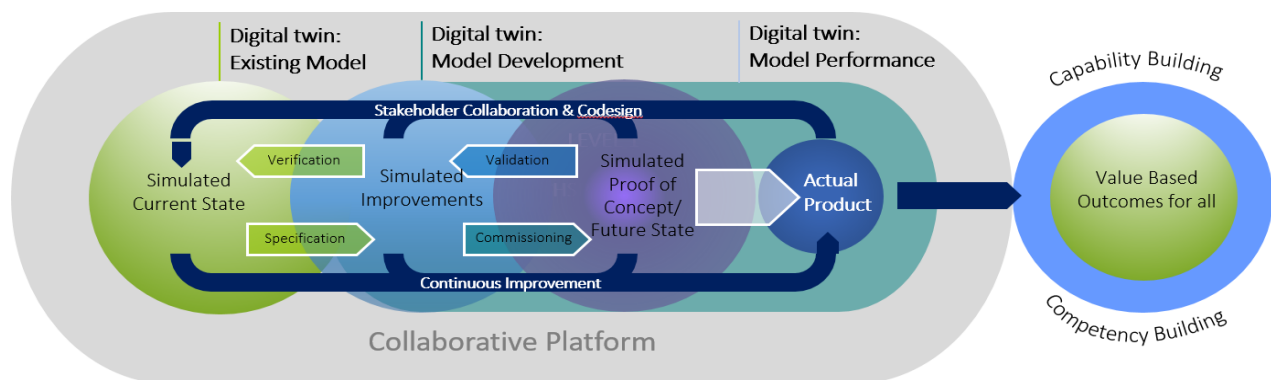 Digital twin:
Existing Model
Digital twin:
Model Development
Digital twin:
Model Performance
Stakeholder Collaboration & Codesign
Verification
Validation
Simulated
Current State
Simulated
Improvements
Simulated
Proof of
Concept/
Future State
Actual
Product
Specification
Commissioning
Continuous Improvement
Collaborative Platform
Capability Building
Value Based
Outcomes for all
Competency Building